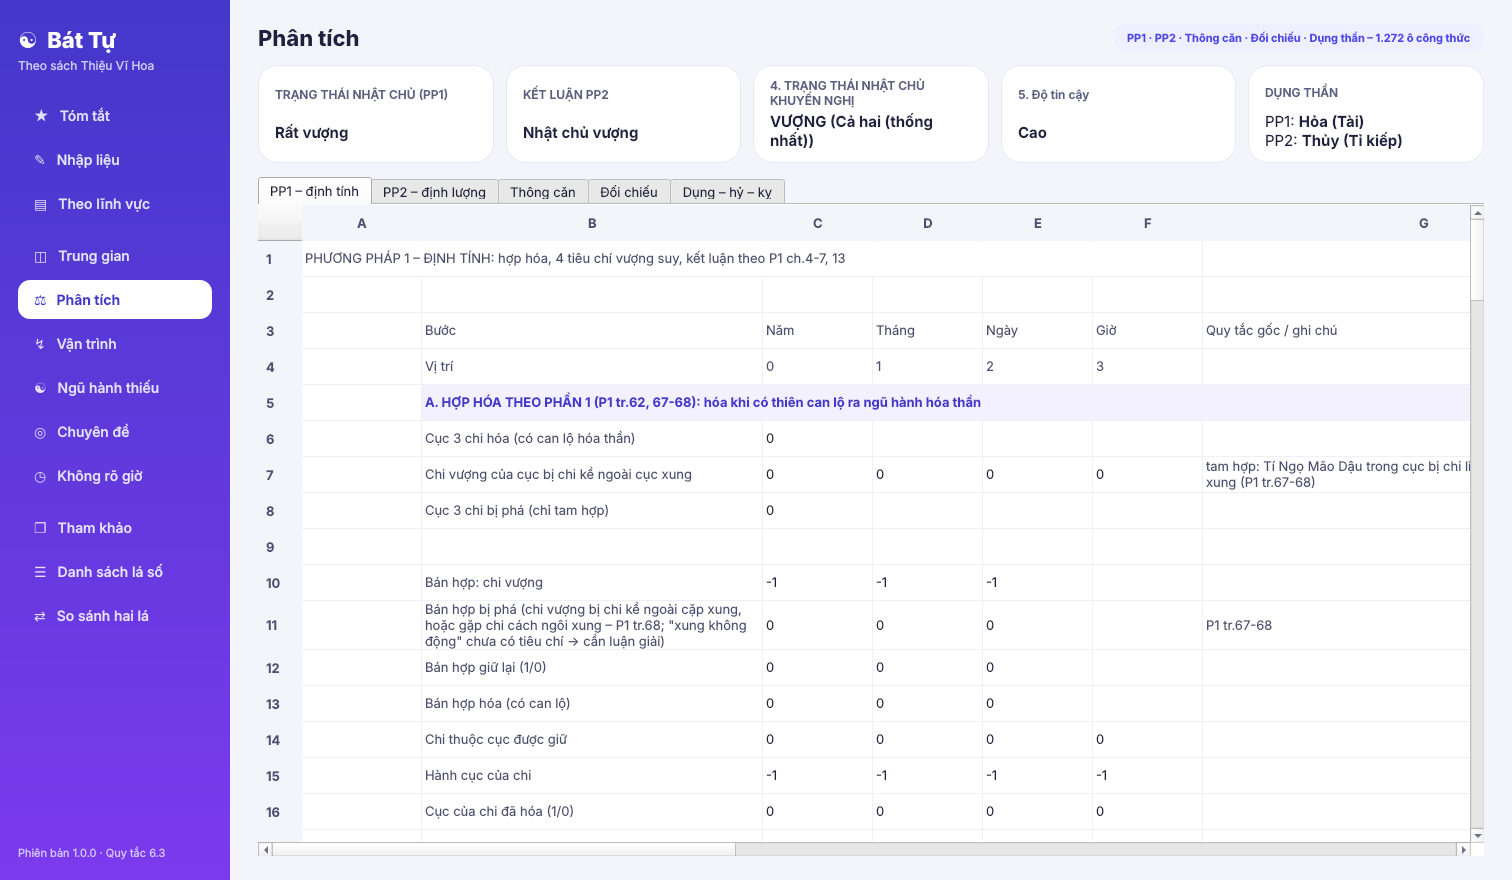 ☯ Bát Tự
Theo sách Thiệu Vĩ Hoa
★ Tóm tắt
✎ Nhập liệu
▤ Theo lĩnh vực
◫ Trung gian
⚖ Phân tích
↯ Vận trình
☯ Ngũ hành thiếu
◎ Chuyên đề
◷ Không rõ giờ
❐ Tham khảo
☰ Danh sách lá số
⇄ So sánh hai lá
Phiên bản 1.0.0 · Quy tắc 6.3
Phân tích
PP1 · PP2 · Thông căn · Đối chiếu · Dụng thần – 1.272 ô công thức
TRẠNG THÁI NHẬT CHỦ (PP1)
Rất vượng
KẾT LUẬN PP2
Nhật chủ vượng
4. TRẠNG THÁI NHẬT CHỦ
KHUYẾN NGHỊ
VƯỢNG (Cả hai (thống
nhất))
5. Độ tin cậy
Cao
DỤNG THẦN
PP1: Hỏa (Tài)
PP2: Thủy (Tỉ kiếp)
PP1 – định tính PP2 – định lượng Thông căn Đối chiếu Dụng – hỷ – kỵ
A B C D E F G
1 PHƯƠNG PHÁP 1 – ĐỊNH TÍNH: hợp hóa, 4 tiêu chí vượng suy, kết luận theo P1 ch.4-7, 13
2
3 Bước Năm Tháng Ngày Giờ Quy tắc gốc / ghi chú
4 Vị trí 0 1 2 3
5 A. HỢP HÓA THEO PHẦN 1 (P1 tr.62, 67-68): hóa khi có thiên can lộ ra ngũ hành hóa thần
6 Cục 3 chi hóa (có can lộ hóa thần) 0
7 Chi vượng của cục bị chi kề ngoài cục xung 0 0 0 0 tam hợp: Tí Ngọ Mão Dậu trong cục bị chi li
xung (P1 tr.67-68)
8 Cục 3 chi bị phá (chỉ tam hợp) 0
9
10 Bán hợp: chi vượng -1 -1 -1
11 Bán hợp bị phá (chi vượng bị chi kề ngoài cặp xung,
hoặc gặp chi cách ngôi xung – P1 tr.68; "xung không
động" chưa có tiêu chí → cần luận giải) 0 0 0 P1 tr.67-68
12 Bán hợp giữ lại (1/0) 0 0 0
13 Bán hợp hóa (có can lộ) 0 0 0
14 Chi thuộc cục được giữ 0 0 0 0
15 Hành cục của chi -1 -1 -1 -1
16 Cục của chi đã hóa (1/0) 0 0 0 0